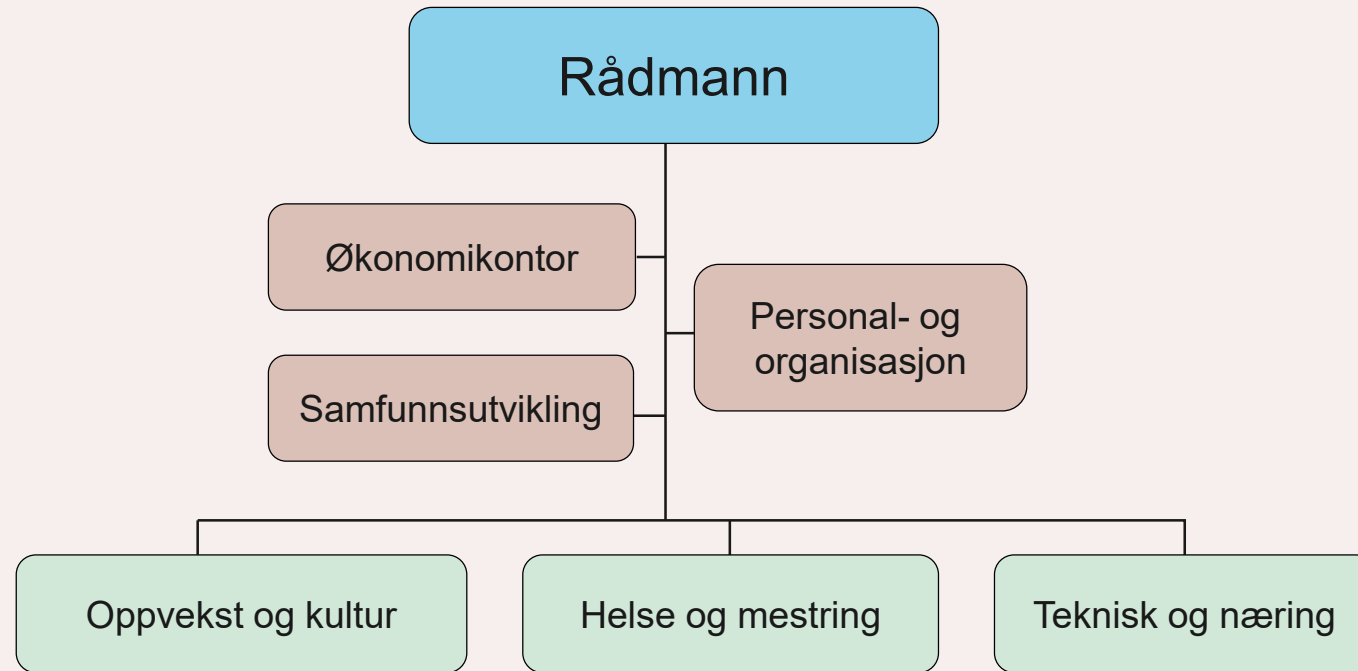 Rådmann
Økonomikontor
Personal- og
organisasjon
Samfunnsutvikling
Oppvekst og kultur
Helse og mestring
Teknisk og næring